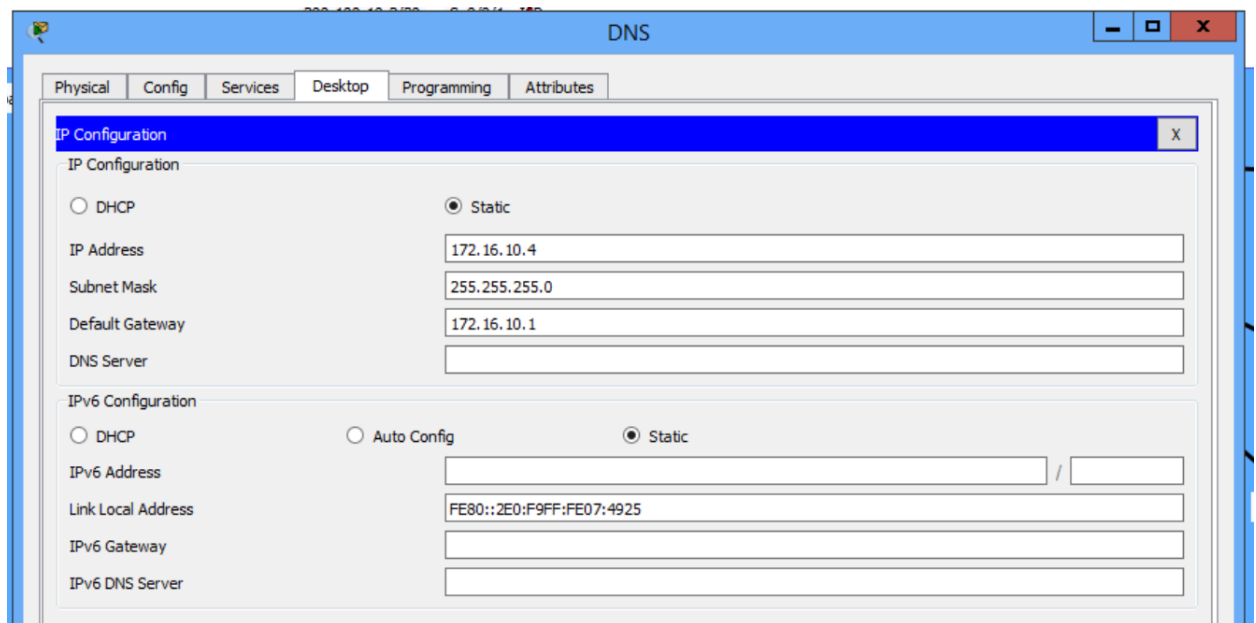 DNS
Physical Config Services Desktop Programming Attributes
IP Configuration X
IP Configuration
DHCP Static
IP Address 172.16.10.4
Subnet Mask 255.255.255.0
Default Gateway 172.16.10.1
DNS Server
IPv6 Configuration
DHCP Auto Config Static
IPv6 Address /
Link Local Address FE80::2E0:F9FF:FE07:4925
IPv6 Gateway
IPv6 DNS Server